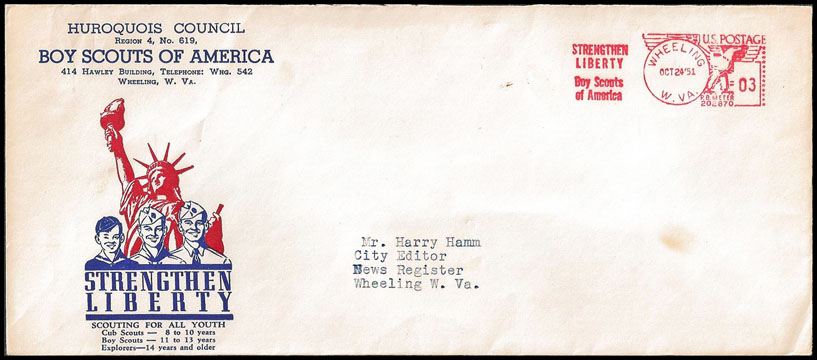 HUROQUOIS COUNCIL
REGION 4, NO. 619,
BOY SCOUTS OF AMERICA
414 HAWLEY BUILDING, TELEPHONE: WHG. 542
WHEELING, W. VA.
STRENGTHEN
LIBERTY
Boy Scouts
of America
WHEELING
OCT 24 '51
W. VA.
U.S. POSTAGE
03
P.B. METER
202870
Mr. Harry Hamm
City Editor
News Register
Wheeling W. Va.
STRENGTHEN
LIBERTY
SCOUTING FOR ALL YOUTH
Cub Scouts — 8 to 10 years
Boy Scouts — 11 to 13 years
Explorers—14 years and older